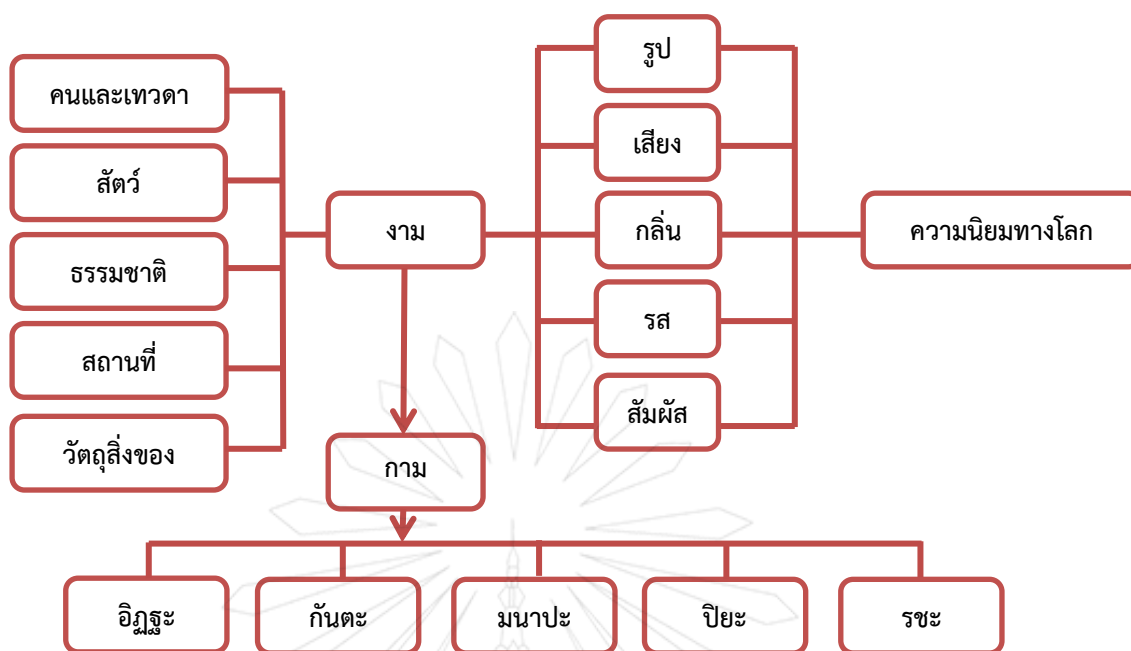 คนและเทวดา
สัตว์
ธรรมชาติ
สถานที่
วัตถุสิ่งของ
งาม
กาม
รูป
เสียง
กลิ่น
รส
สัมผัส
ความนิยมทางโลก
อิฏฐะ
กันตะ
มนาปะ
ปิยะ
รชะ